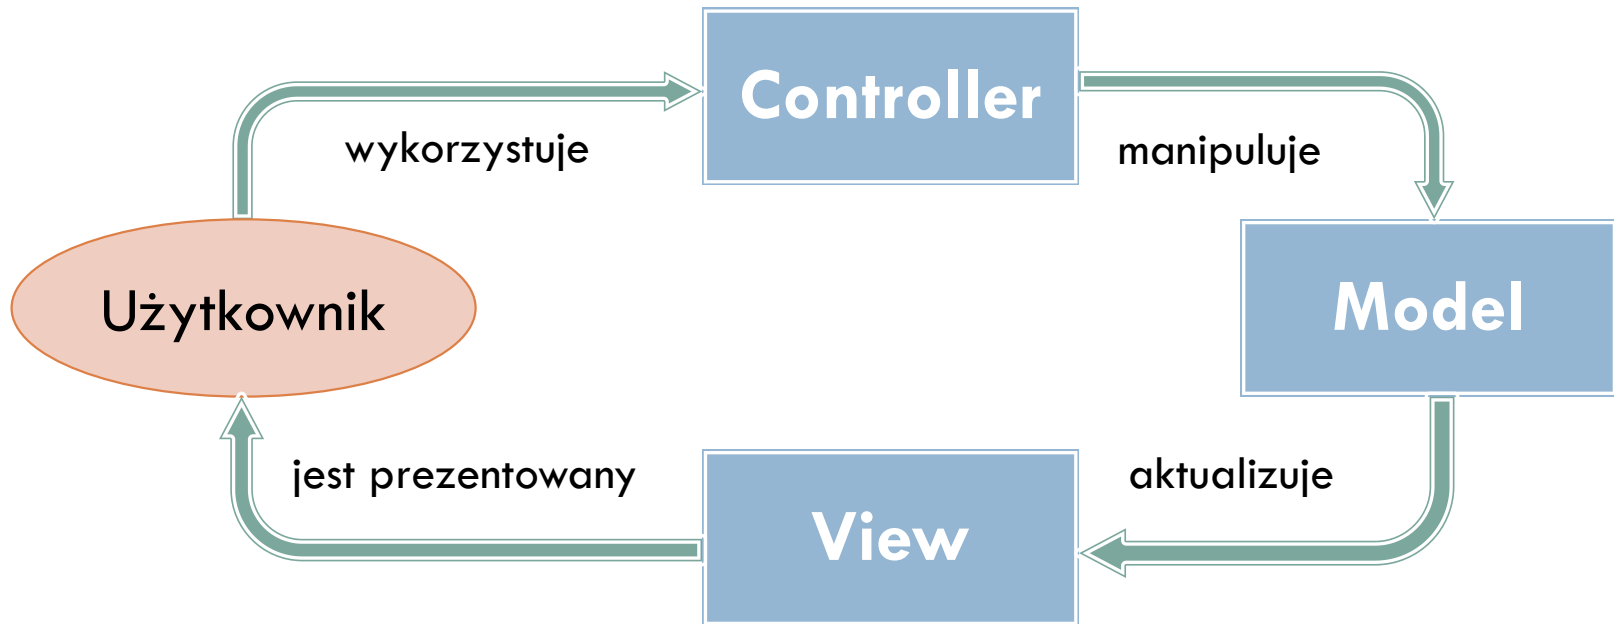 Controller
wykorzystuje
manipuluje
Użytkownik
Model
jest prezentowany
aktualizuje
View